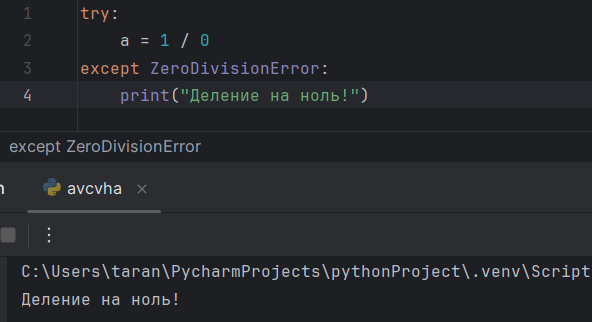 1 try:
2 a = 1 / 0
3 except ZeroDivisionError:
4 print("Деление на ноль!")
except ZeroDivisionError
n avcvha ×
C:\Users\taran\PycharmProjects\pythonProject\.venv\Script
Деление на ноль!